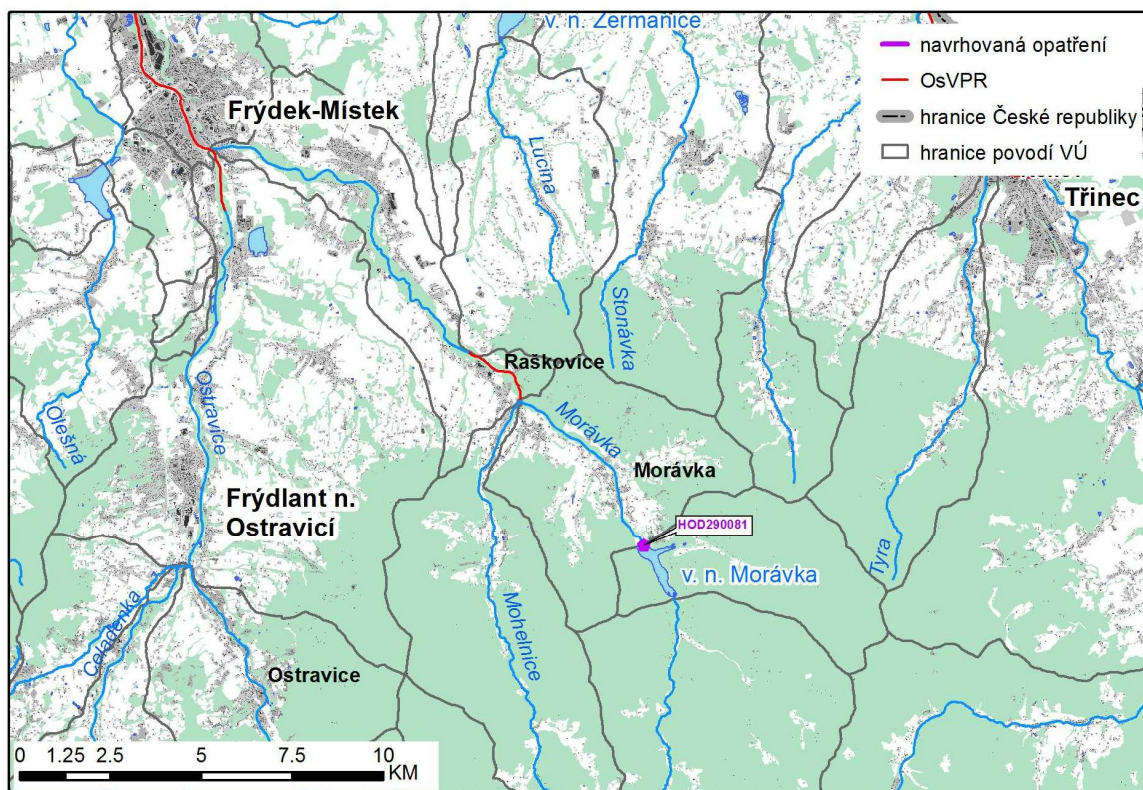 v. n. Žermanice
navrhovaná opatření
OsVPR
hranice České republiky
hranice povodí VÚ
Frýdek-Místek
Třinec
Lučina
Stonávka
Raškovice
Olešná
Ostravice
Morávka
Morávka
HOD290081
Frýdlant n.
Ostravicí
v. n. Morávka
Tyra
Čeladenka
Mohelnice
Ostravice
0 1.25 2.5 5 7.5 10
KM